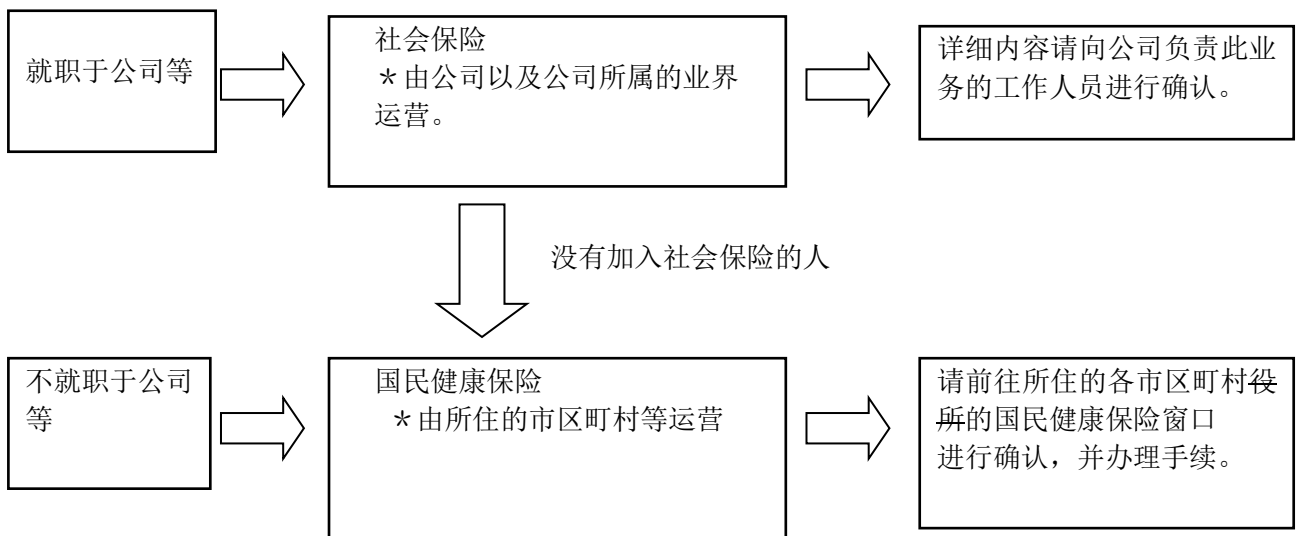 就职于公司等
社会保险
＊由公司以及公司所属的业界
运营。
详细内容请向公司负责此业
务的工作人员进行确认。
没有加入社会保险的人
不就职于公司
等
国民健康保险
＊由所住的市区町村等运营
请前往所住的各市区町村役
所的国民健康保险窗口
进行确认，并办理手续。